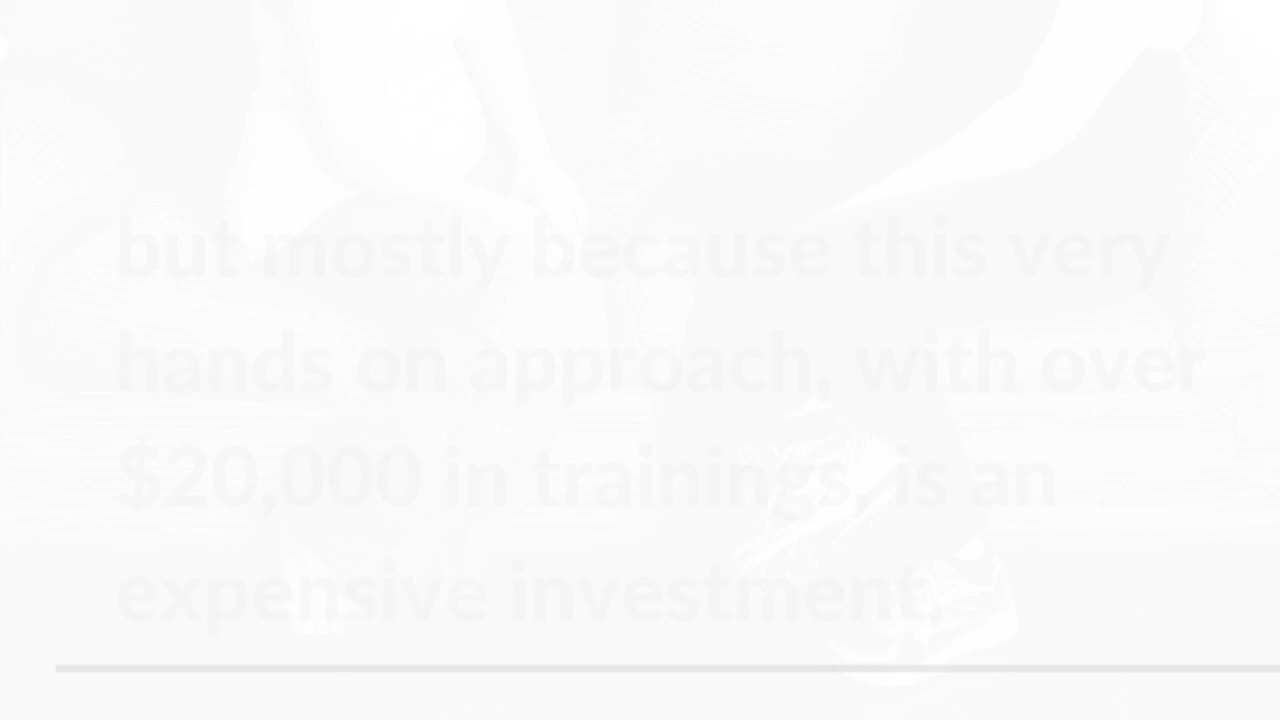 but mostly because this very
hands on approach, with over
$20,000 in trainings, is an
expensive investment.